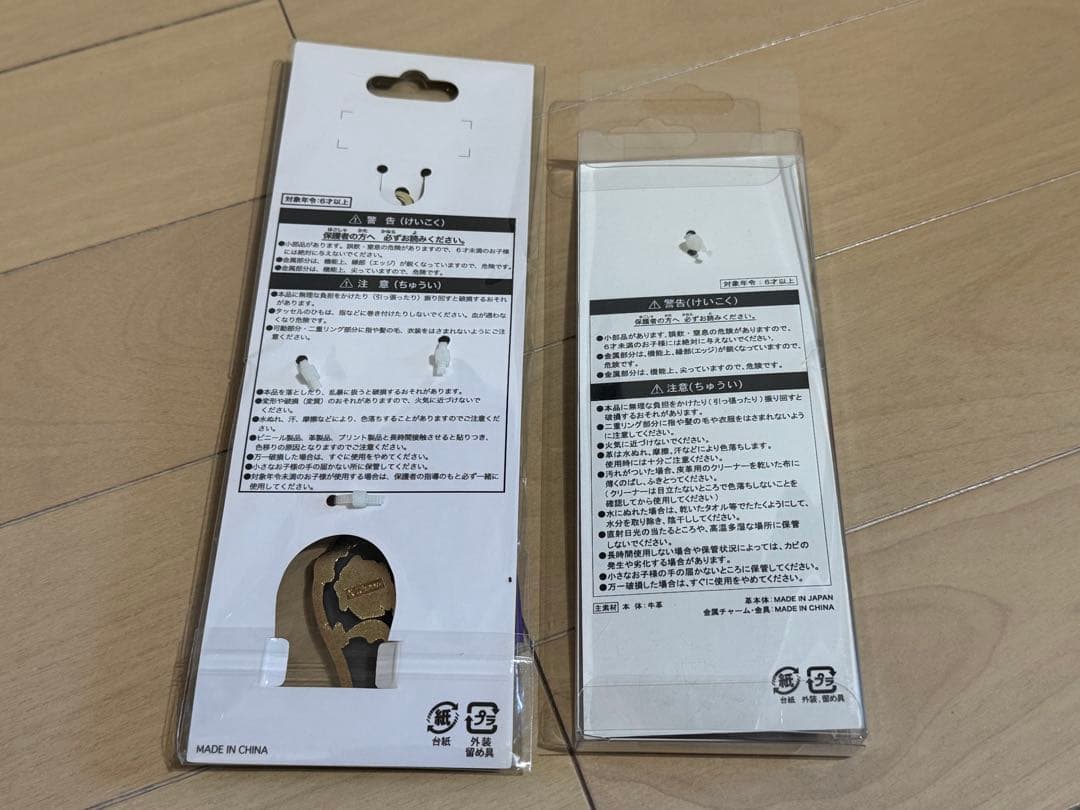 対象年令:6才以上
⚠ 警 告 (けいこく)
保護者の方へ 必ずお読みください。
●小部品があります。誤飲・窒息の危険がありますので、6才未満のお子様
には絶対に与えないでください。
●金属部分は、機能上、縁部(エッジ)が鋭くなっていますので、危険です。
●金属部分は、機能上、尖っていますので、危険です。
⚠ 注 意 (ちゅうい)
●本品に無理な負担をかけたり(引っ張ったり)振り回すと破損するおそれ
があります。
●タッセルのひもは、指などに巻き付けたりしないでください。血が通わな
くなり危険です。
●可動部分・二重リング部分に指や髪の毛、衣装をはさまれないようにご注
意ください。
●本品を落としたり、乱暴に扱うと破損するおそれがあります。
●変形や破損(変質)のおそれがありますので、火気に近づけないで
ください。
●水ぬれ、汗、摩擦などにより、色落ちすることがありますのでご注意くだ
さい。
●ビニール製品、革製品、プリント製品と長時間接触させると貼りつき、
色移りの原因となりますのでご注意ください。
●万一破損した場合は、すぐに使用をやめてください。
●小さなお子様の手の届かない所に保管してください。
●対象年令未満のお子様が使用する場合は、保護者の指導のもと必ず一緒に
使用してください。
MADE IN CHINA
紙
台紙
プラ
外装
留め具
対象年令:6才以上
⚠ 警告(けいこく)
保護者の方へ 必ずお読みください。
●小部品があります。誤飲・窒息の危険がありますので、
6才未満のお子様には絶対に与えないでください。
●金属部分は、機能上、縁部(エッジ)が鋭くなっていますので、
危険です。
●金属部分は、機能上、尖っていますので、危険です。
⚠ 注意(ちゅうい)
●本品に無理な負担をかけたり(引っ張ったり)振り回すと
破損するおそれがあります。
●二重リング部分に指や髪の毛や衣服をはさまれないよう
に注意してください。
●火気に近づけないでください。
●革は水ぬれ、摩擦、汗などにより色落ちします。
使用時には十分ご注意ください。
●汚れがついた場合、皮革用のクリーナーを乾いた布に
薄くのばし、ふきとってください。
(クリーナーは目立たないところで色落ちしないことを
確認してから使用してください)
●水にぬれた場合は、乾いたタオル等でたたくようにして、
水分を取り除き、陰干ししてください。
●直射日光の当たるところや、高温多湿な場所に保管
しないでください。
●長時間使用しない場合や保管状況によっては、カビの
発生や劣化する場合があります。
●小さなお子様の手の届かないところに保管してください。
●万一破損した場合は、すぐに使用をやめてください。
主素材 本 体:牛革
革本体:MADE IN JAPAN
金属チャーム・金具:MADE IN CHINA
紙
台紙
プラ
外装、留め具